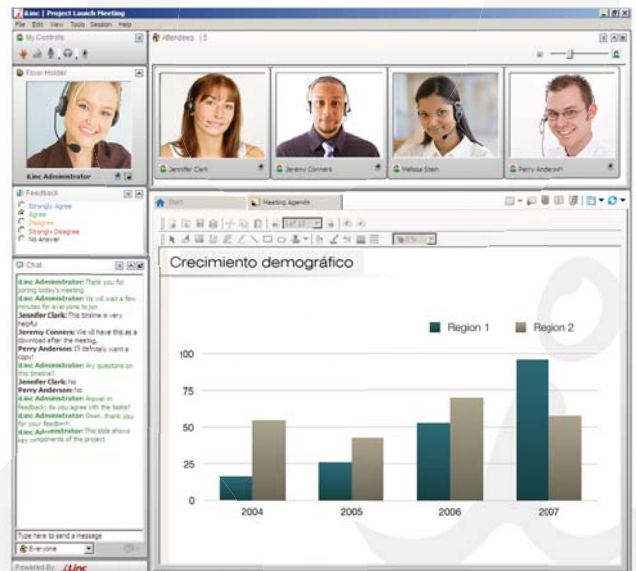 iLinc | Project Lauch Meeting
File Edit View Tools Session Help
My Controls
Attendees | 5
Floor Holder
iLinc Administrator
Jennifer Clark
Jeremy Conners
Melissa Stein
Perry Anderson
Feedback
Strongly Agree
Agree
Disagree
Strongly Disagree
No Answer
Chat
iLinc Administrator: Thank you for
joining today's meeting
iLinc Administrator: We will wait a few
minutes for everyone to join
Jennifer Clark: This timeline is very
helpful
Jeremy Conners: We will have this as a
download after the meeting.
Perry Anderson: I'll definitely want a
copy!
iLinc Administrator: Any questions on
this timeline?
Jennifer Clark: No
Perry Anderson: No
iLinc Administrator: Answer in
feedback: do you agree with the tasks?
iLinc Administrator: Great, thank you
for your feedback!
iLinc Administrator: This slide shows
key components of the project
Type here to send a message
Everyone
Powered By iLinc
Start
Meeting Agenda
Crecimiento demográfico
Region 1
Region 2
100
75
50
25
0
2004
2005
2006
2007